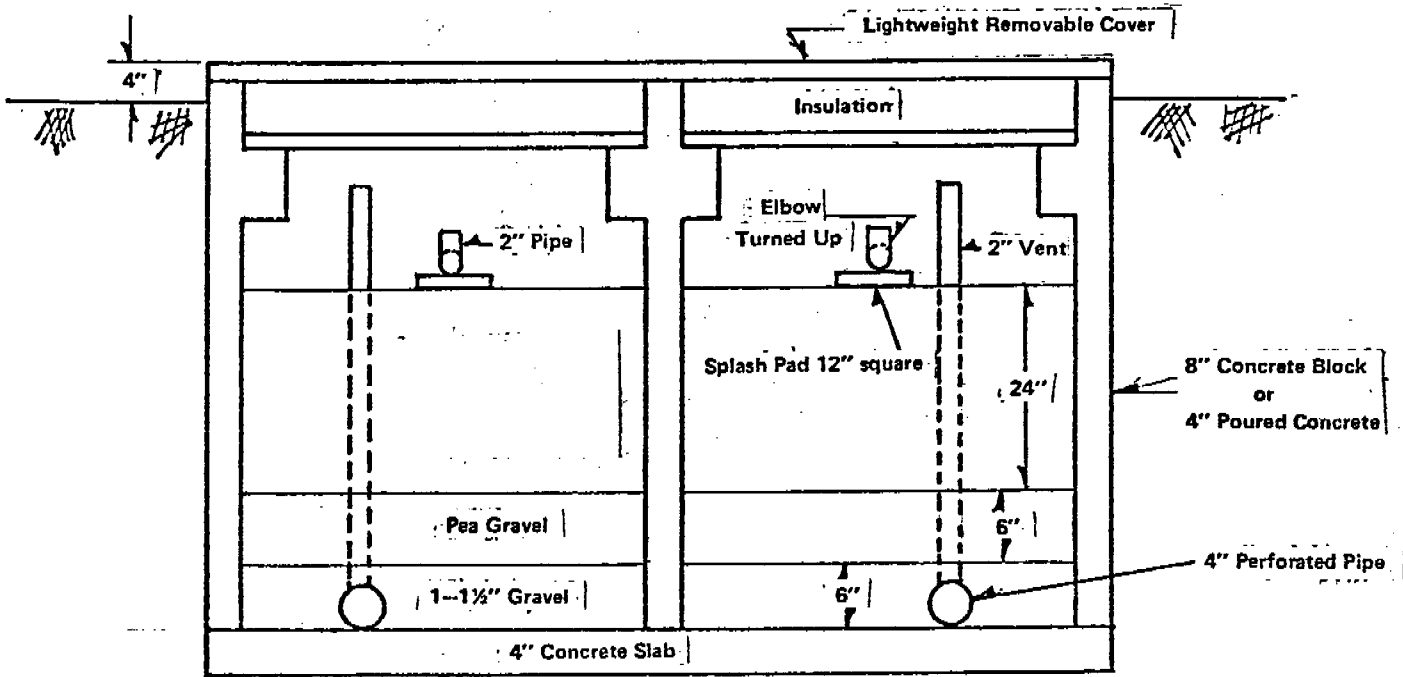 Lightweight Removable Cover
4"
Insulation
Elbow
Turned Up
2" Pipe
2" Vent
Splash Pad 12" square
24"
8" Concrete Block
or
4" Poured Concrete
Pea Gravel
6"
4" Perforated Pipe
1–1½" Gravel
6"
4" Concrete Slab